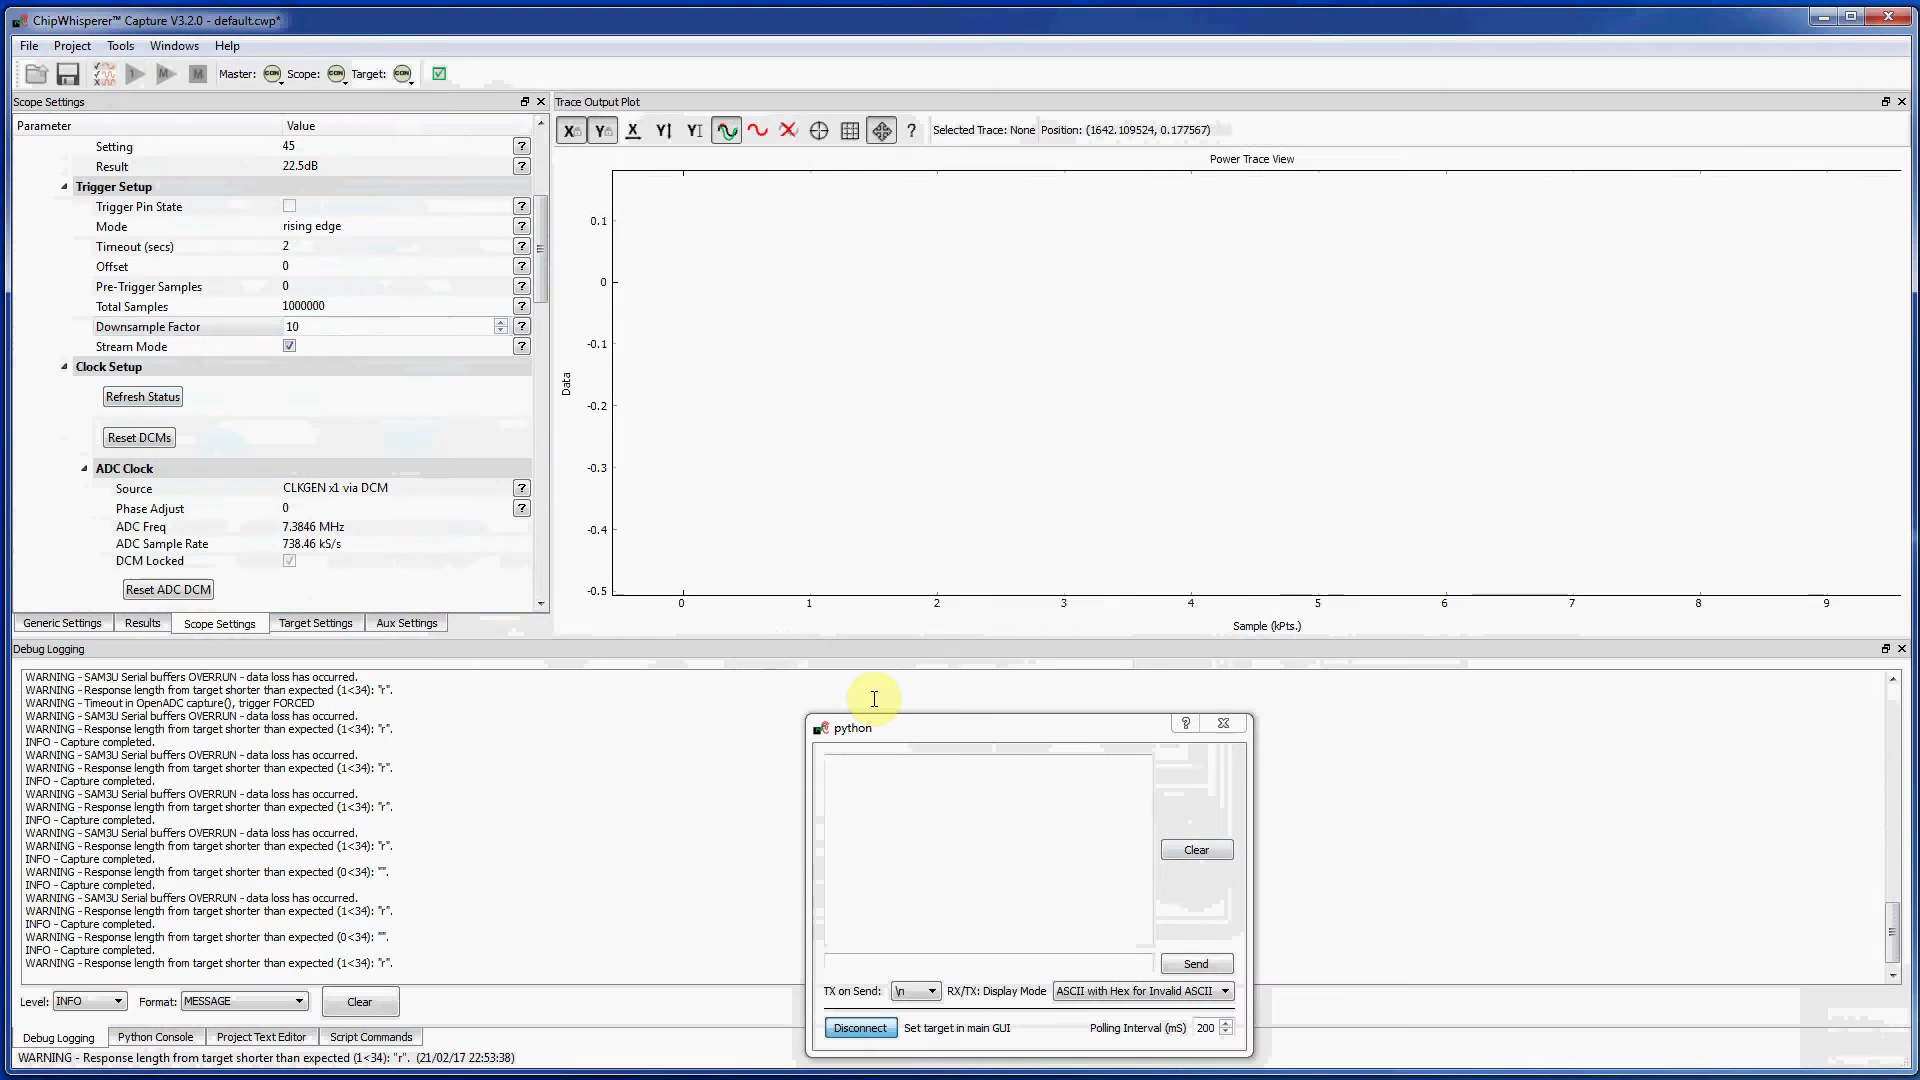 ChipWhisperer™ Capture V3.2.0 - default.cwp*
File Project Tools Windows Help
Master: CON Scope: CON Target: CON
Scope Settings
Parameter Value
Setting 45 ?
Result 22.5dB ?
Trigger Setup
Trigger Pin State ?
Mode rising edge ?
Timeout (secs) 2 ?
Offset 0 ?
Pre-Trigger Samples 0 ?
Total Samples 1000000 ?
Downsample Factor 10 ?
Stream Mode ?
Clock Setup
Refresh Status
Reset DCMs
ADC Clock
Source CLKGEN x1 via DCM ?
Phase Adjust 0 ?
ADC Freq 7.3846 MHz
ADC Sample Rate 738.46 kS/s
DCM Locked
Reset ADC DCM
Generic Settings Results Scope Settings Target Settings Aux Settings
Trace Output Plot
Selected Trace: None Position: (1642.109524, 0.177567)
Power Trace View
0.1
0
-0.1
-0.2
-0.3
-0.4
-0.5
Data
0 1 2 3 4 5 6 7 8 9
Sample (kPts.)
Debug Logging
WARNING - SAM3U Serial buffers OVERRUN - data loss has occurred.
WARNING - Response length from target shorter than expected (1<34): "r".
WARNING - Timeout in OpenADC capture(), trigger FORCED
WARNING - SAM3U Serial buffers OVERRUN - data loss has occurred.
WARNING - Response length from target shorter than expected (1<34): "r".
INFO - Capture completed.
WARNING - SAM3U Serial buffers OVERRUN - data loss has occurred.
WARNING - Response length from target shorter than expected (1<34): "r".
INFO - Capture completed.
WARNING - SAM3U Serial buffers OVERRUN - data loss has occurred.
WARNING - Response length from target shorter than expected (1<34): "r".
INFO - Capture completed.
WARNING - SAM3U Serial buffers OVERRUN - data loss has occurred.
WARNING - Response length from target shorter than expected (1<34): "r".
INFO - Capture completed.
WARNING - Response length from target shorter than expected (0<34): "".
INFO - Capture completed.
WARNING - SAM3U Serial buffers OVERRUN - data loss has occurred.
WARNING - Response length from target shorter than expected (1<34): "r".
INFO - Capture completed.
WARNING - Response length from target shorter than expected (0<34): "".
INFO - Capture completed.
WARNING - Response length from target shorter than expected (1<34): "r".
Level: INFO Format: MESSAGE Clear
Debug Logging Python Console Project Text Editor Script Commands
WARNING - Response length from target shorter than expected (1<34): "r". (21/02/17 22:53:38)
python
Clear
Send
TX on Send: \n RX/TX: Display Mode ASCII with Hex for Invalid ASCII
Disconnect Set target in main GUI Polling Interval (mS) 200